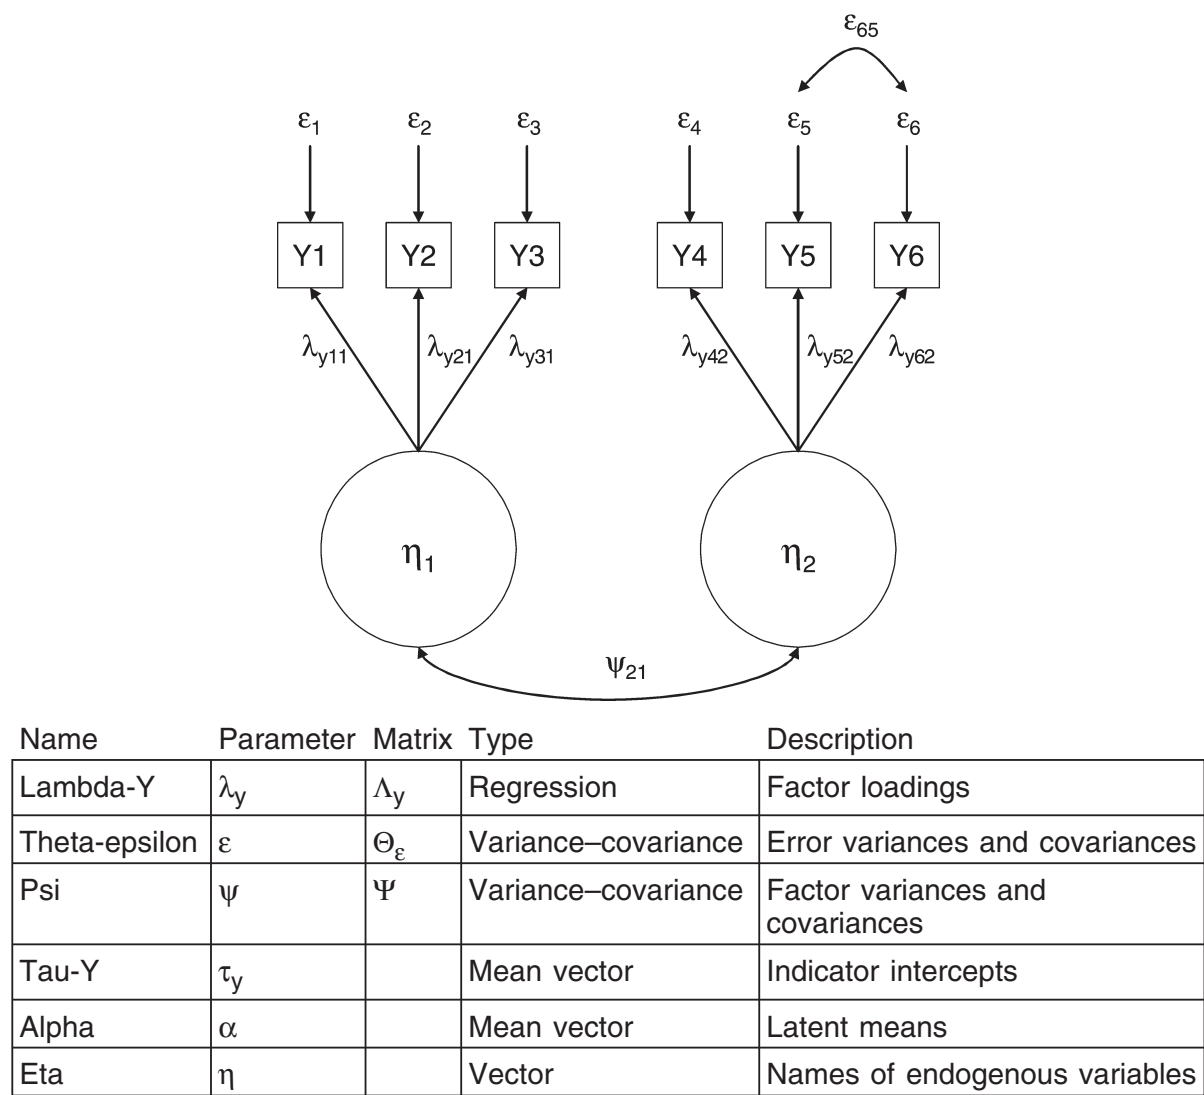 ε65
ε1 ε2 ε3 ε4 ε5 ε6
Y1 Y2 Y3 Y4 Y5 Y6
λy11 λy21 λy31 λy42 λy52 λy62
η1 η2
ψ21
Name Parameter Matrix Type Description
Lambda-Y λy Λy Regression Factor loadings
Theta-epsilon ε Θε Variance–covariance Error variances and covariances
Psi ψ Ψ Variance–covariance Factor variances and
covariances
Tau-Y τy Mean vector Indicator intercepts
Alpha α Mean vector Latent means
Eta η Vector Names of endogenous variables